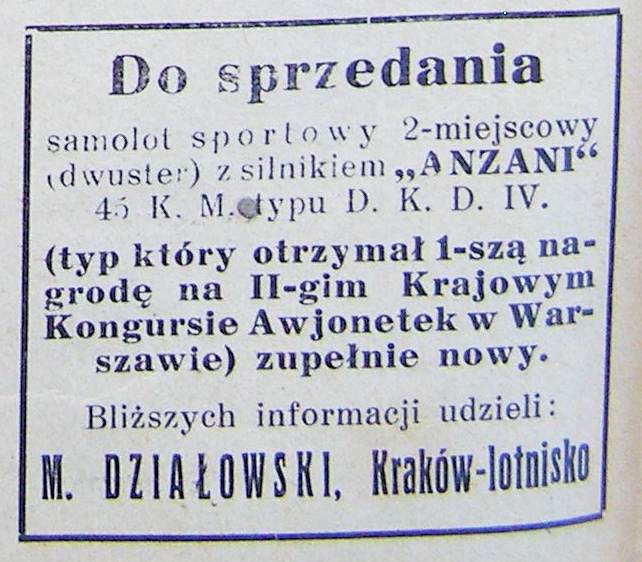 Do sprzedania
samolot sportowy 2-miejscowy
(dwuster) z silnikiem „ANZANI“
45 K. M. typu D. K. D. IV.
(typ który otrzymał 1-szą na-
grodę na II-gim Krajowym
Kongursie Awjonetek w War-
szawie) zupełnie nowy.
Bliższych informacji udzieli:
M. DZIAŁOWSKI, Kraków-lotnisko